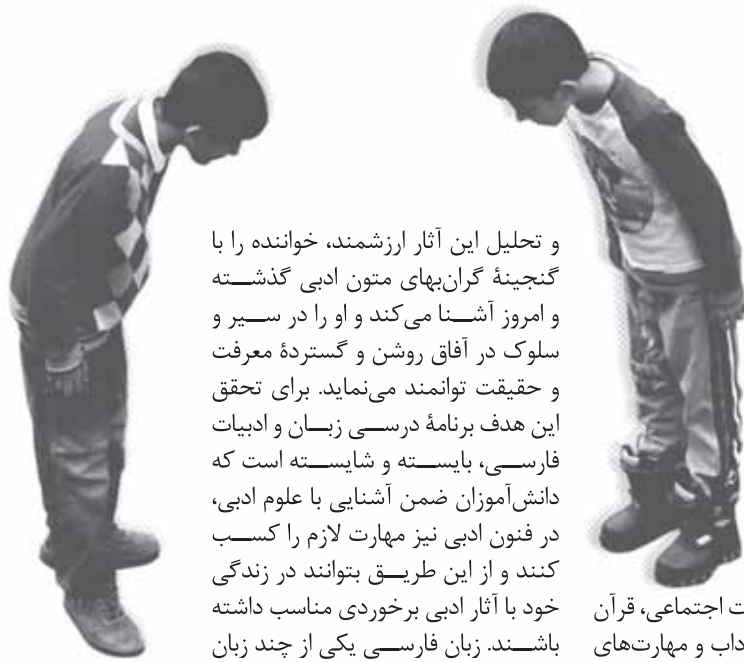 و تحلیل این آثار ارزشمند، خواننده را با
گنجینهٔ گران‌بهای متون ادبی گذشته
و امروز آشنا می‌کند و او را در سیر و
سلوک در آفاق روشن و گستردهٔ معرفت
و حقیقت توانمند می‌نماید. برای تحقق
این هدف برنامهٔ درسی زبان و ادبیات
فارسی، بایسته و شایسته است که
دانش‌آموزان ضمن آشنایی با علوم ادبی،
در فنون ادبی نیز مهارت لازم را کسب
کنند و از این طریق بتوانند در زندگی
خود با آثار ادبی برخوردی مناسب داشته
باشند. زبان فارسی یکی از چند زبان
ت اجتماعی، قرآن
داب و مهارت‌های